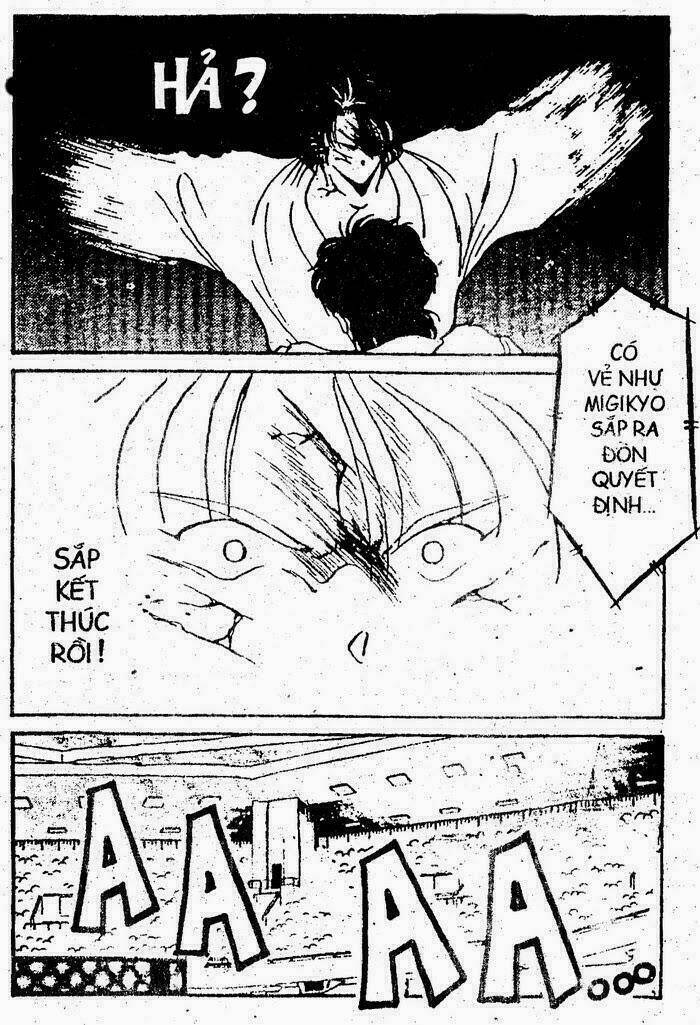 HẢ?
CÓ
VẺ NHƯ
MIGIKYO
SẮP RA
ĐÒN
QUYẾT
ĐỊNH...
SẮP
KẾT
THÚC
RỒI!
A A A A...